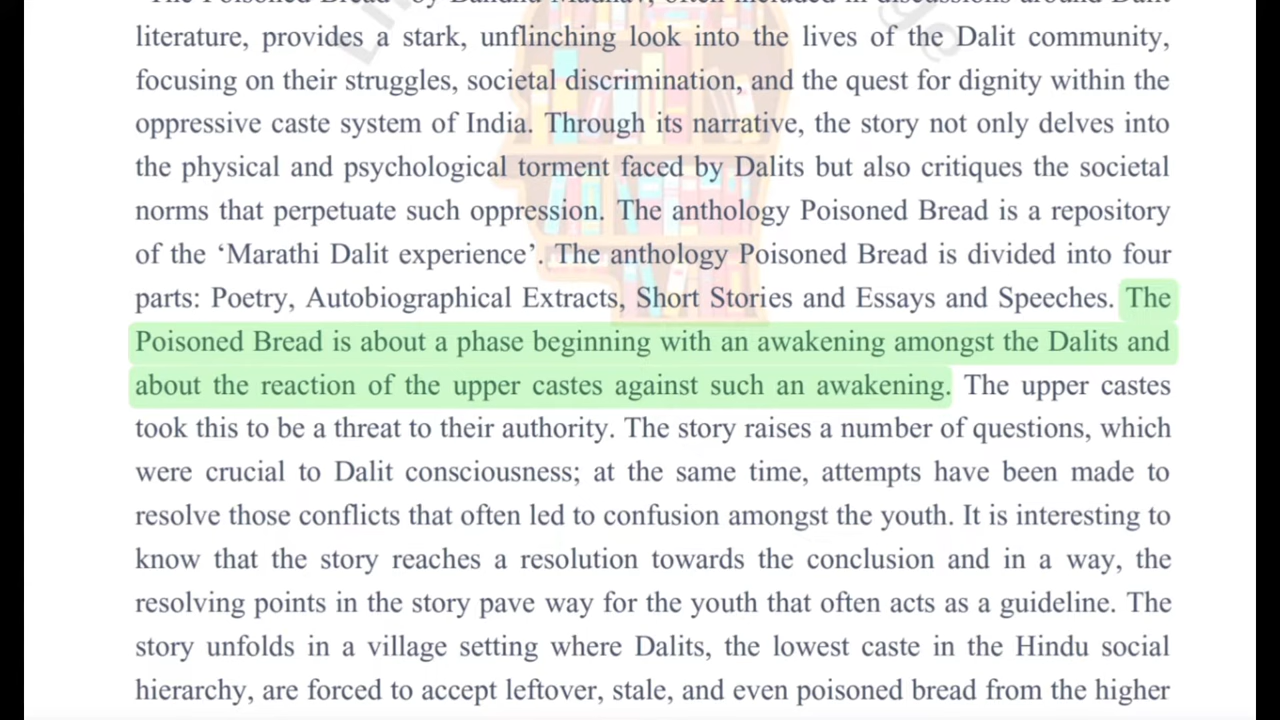 literature, provides a stark, unflinching look into the lives of the Dalit community,
focusing on their struggles, societal discrimination, and the quest for dignity within the
oppressive caste system of India. Through its narrative, the story not only delves into
the physical and psychological torment faced by Dalits but also critiques the societal
norms that perpetuate such oppression. The anthology Poisoned Bread is a repository
of the ‘Marathi Dalit experience’. The anthology Poisoned Bread is divided into four
parts: Poetry, Autobiographical Extracts, Short Stories and Essays and Speeches. The
Poisoned Bread is about a phase beginning with an awakening amongst the Dalits and
about the reaction of the upper castes against such an awakening. The upper castes
took this to be a threat to their authority. The story raises a number of questions, which
were crucial to Dalit consciousness; at the same time, attempts have been made to
resolve those conflicts that often led to confusion amongst the youth. It is interesting to
know that the story reaches a resolution towards the conclusion and in a way, the
resolving points in the story pave way for the youth that often acts as a guideline. The
story unfolds in a village setting where Dalits, the lowest caste in the Hindu social
hierarchy, are forced to accept leftover, stale, and even poisoned bread from the higher